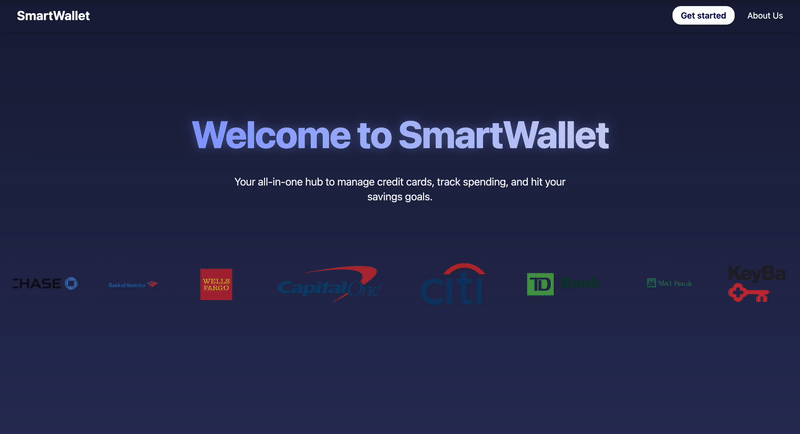 SmartWallet
Get started
About Us
Welcome to SmartWallet
Your all-in-one hub to manage credit cards, track spending, and hit your
savings goals.
CHASE
Bank of America
WELLS
FARGO
Capital One
citi
TD Bank
M&T Bank
KeyBa